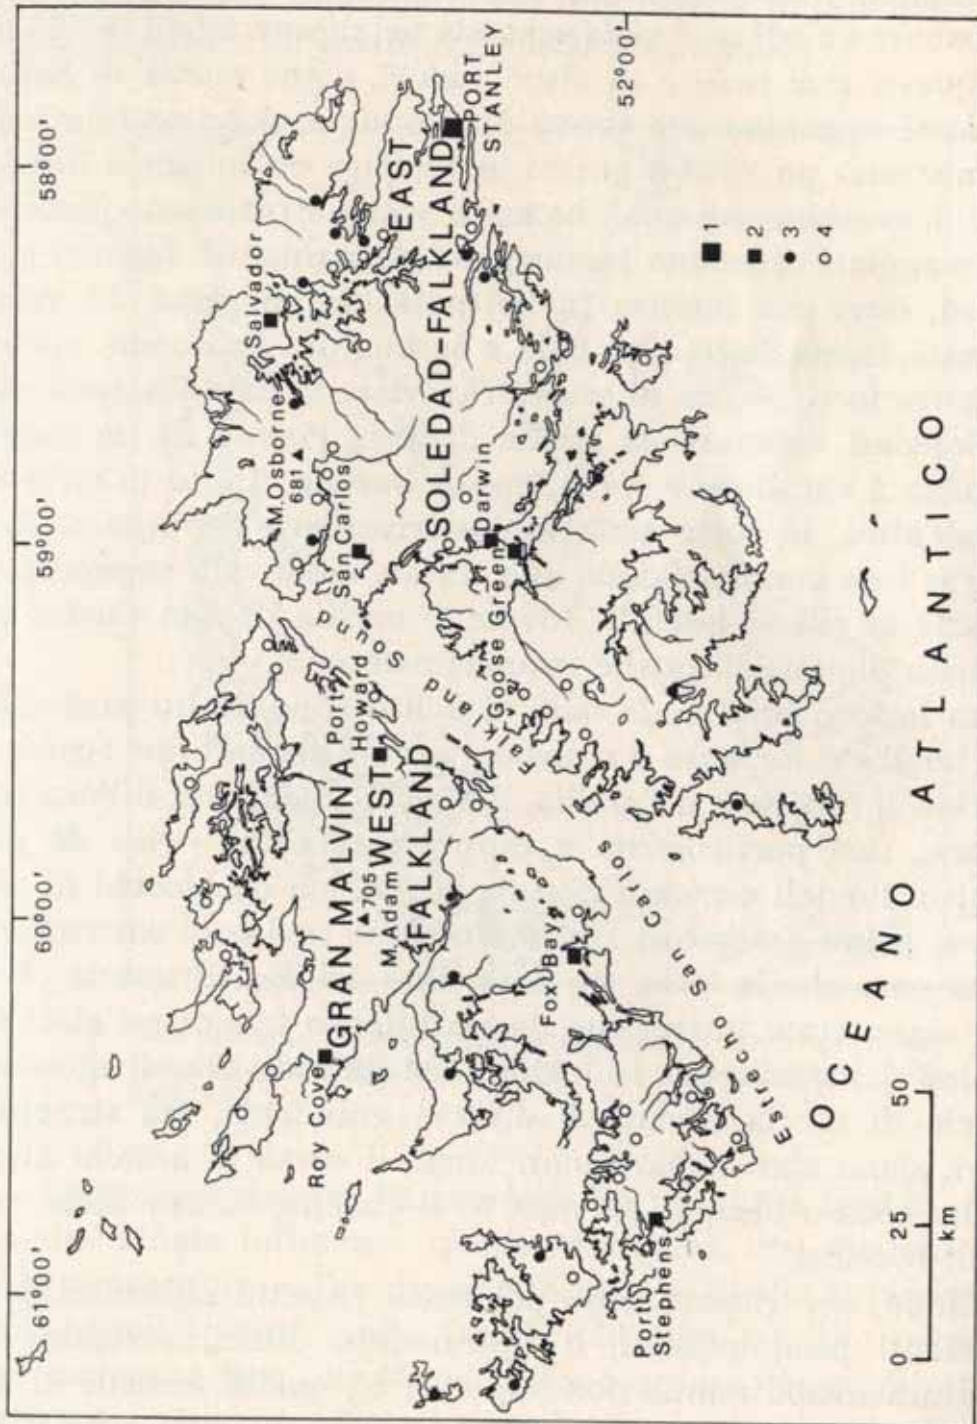 61°00'
60°00'
59°00'
58°00'
52°00'
Roy Cove
GRAN MALVINA
WEST
FALKLAND
705
M.Adam
Port
Howard
Falkland Sound
Estrecho San Carlos
Fox Bay
Port
Stephens
M.Osborne
681
San Carlos
Salvador
SOLEDAD-FALKLAND
EAST
PORT
STANLEY
Darwin
Goose Green
1
2
3
4
0 25 50
km
OCEANO ATLANTICO